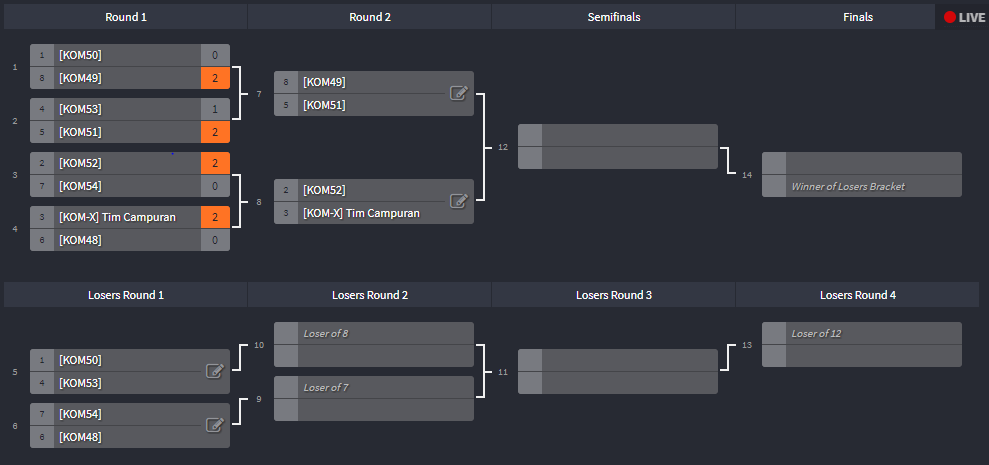 Round 1 Round 2 Semifinals Finals LIVE
1 [KOM50] 0
1
8 [KOM49] 2
8 [KOM49]
7
5 [KOM51]
4 [KOM53] 1
2
5 [KOM51] 2
12
2 [KOM52] 2
3
7 [KOM54] 0
14
Winner of Losers Bracket
2 [KOM52]
8
3 [KOM-X] Tim Campuran
3 [KOM-X] Tim Campuran 2
4
6 [KOM48] 0
Losers Round 1 Losers Round 2 Losers Round 3 Losers Round 4
Loser of 8
10
Loser of 12
13
1 [KOM50]
5
4 [KOM53]
11
Loser of 7
9
7 [KOM54]
6
6 [KOM48]